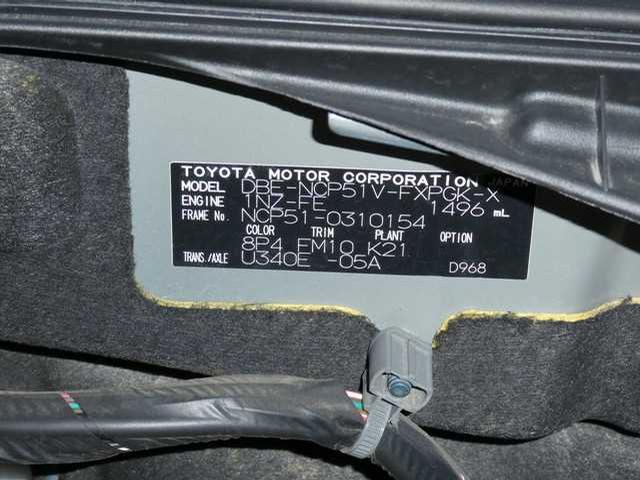 TOYOTA MOTOR CORPORATION JAPAN
MODEL DBE-NCP51V-FXPGK-X
ENGINE 1NZ-FE 1496 mL
FRAME No. NCP51-0310154
COLOR TRIM PLANT OPTION
8P4 FM10 K21
TRANS./AXLE U340E -05A D968